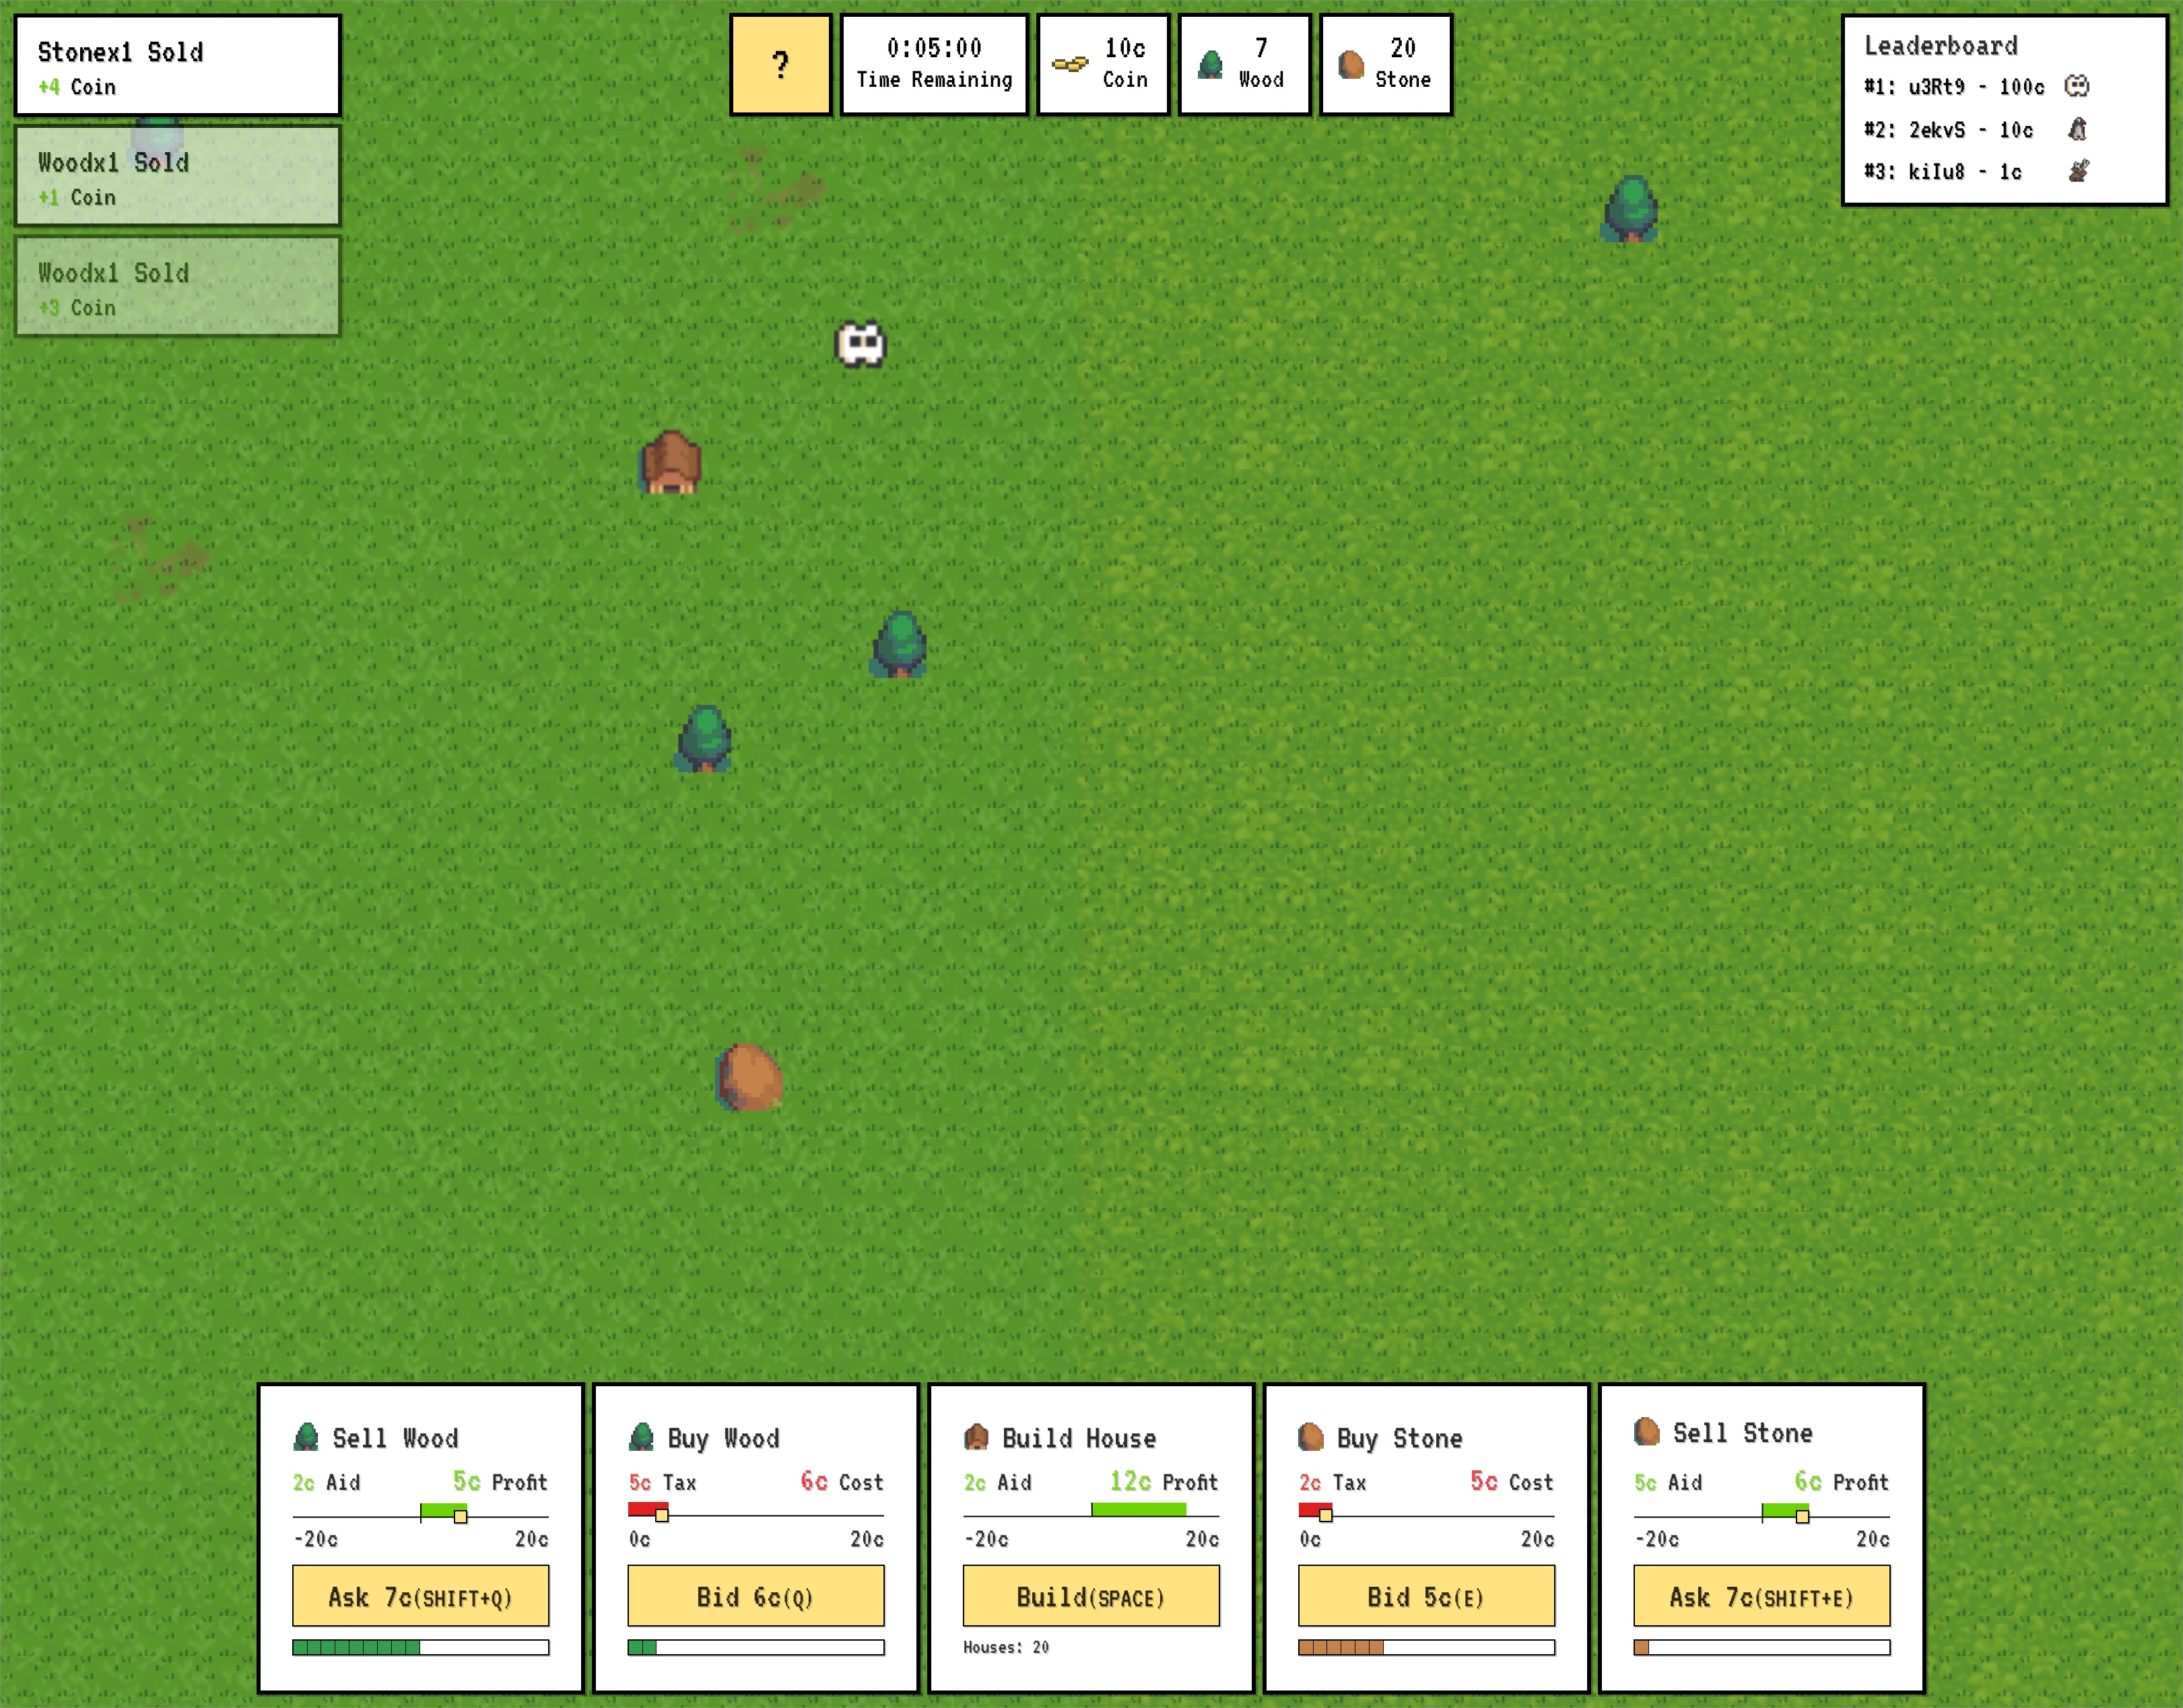 Stonex1 Sold
+4 Coin
Woodx1 Sold
+1 Coin
Woodx1 Sold
+3 Coin
?
0:05:00
Time Remaining
10c
Coin
7
Wood
20
Stone
Leaderboard
#1: u3Rt9 - 100c
#2: 2ekvS - 10c
#3: kiIu8 - 1c
Sell Wood
2c Aid 5c Profit
-20c 20c
Ask 7c(SHIFT+Q)
Buy Wood
5c Tax 6c Cost
0c 20c
Bid 6c(Q)
Build House
2c Aid 12c Profit
-20c 20c
Build(SPACE)
Houses: 20
Buy Stone
2c Tax 5c Cost
0c 20c
Bid 5c(E)
Sell Stone
5c Aid 6c Profit
-20c 20c
Ask 7c(SHIFT+E)